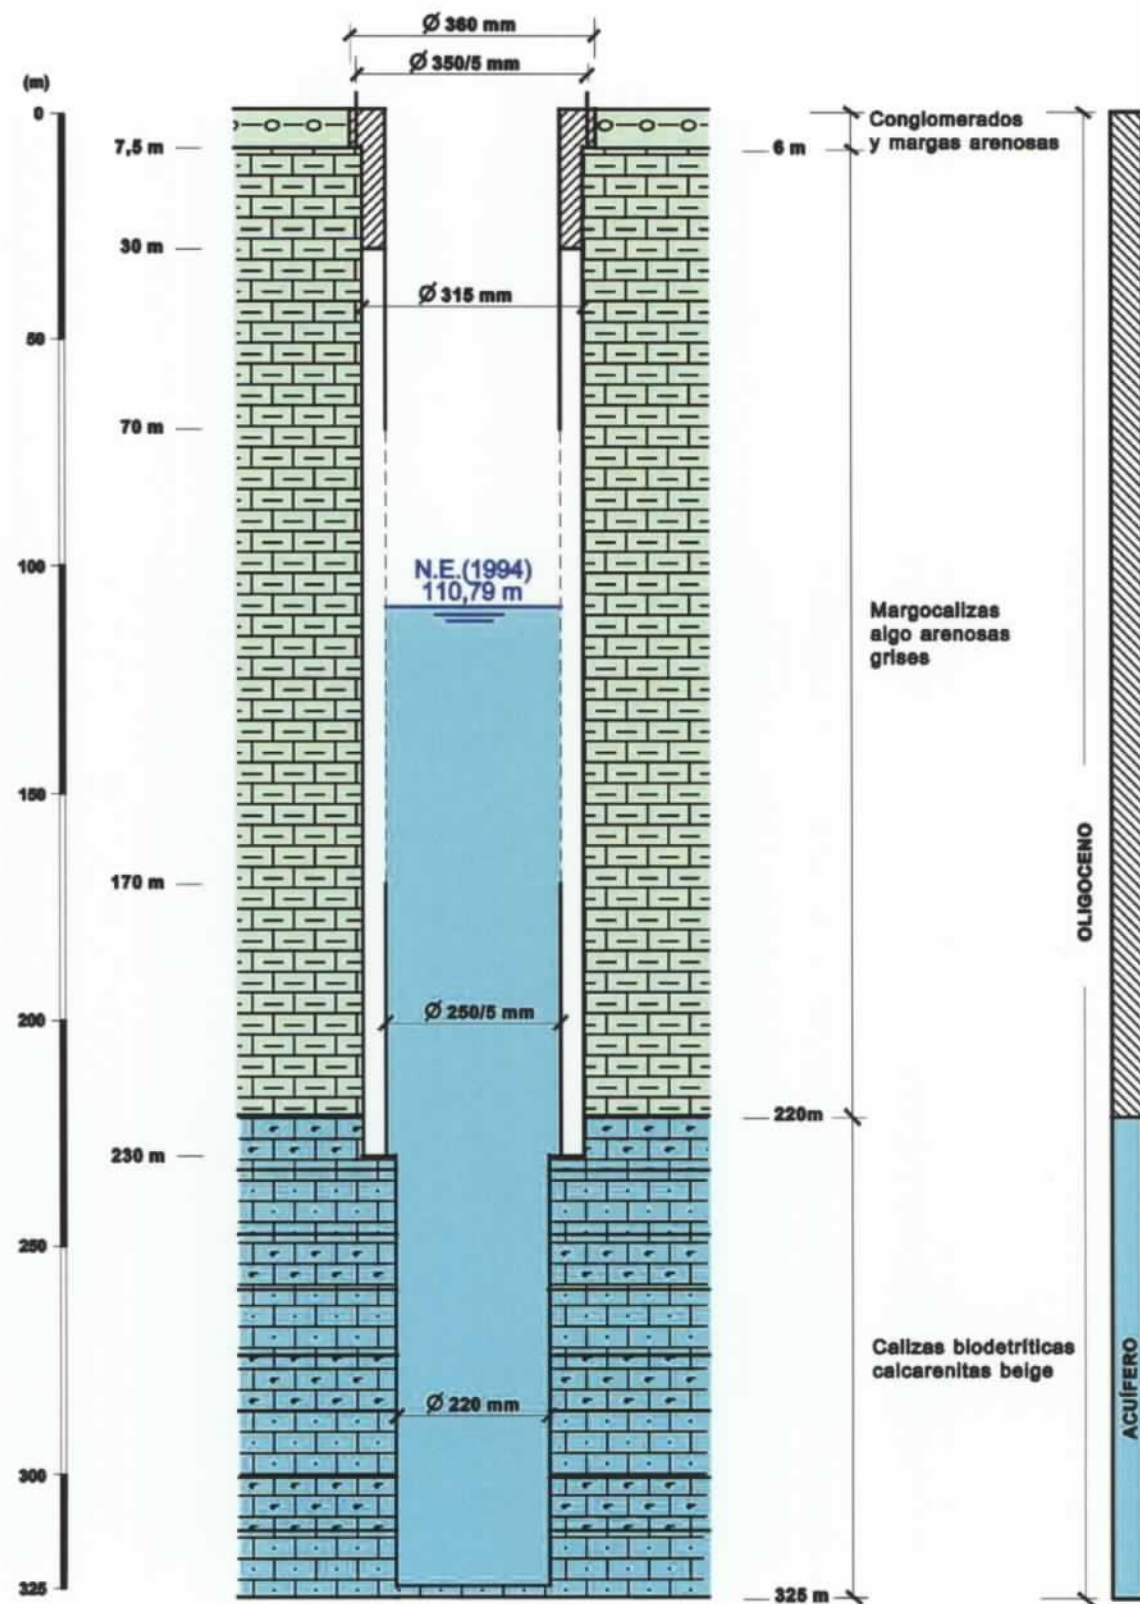 Ø 360 mm
Ø 350/5 mm
(m)
0
Conglomerados
y margas arenosas
7,5 m
6 m
30 m
Ø 315 mm
50
70 m
100
N.E.(1994)
110,79 m
Margocalizas
algo arenosas
grises
150
170 m
OLIGOCENO
200
Ø 250/5 mm
220m
230 m
250
Calizas biodetríticas
calcarenitas beige
Ø 220 mm
ACUÍFERO
300
325
325 m